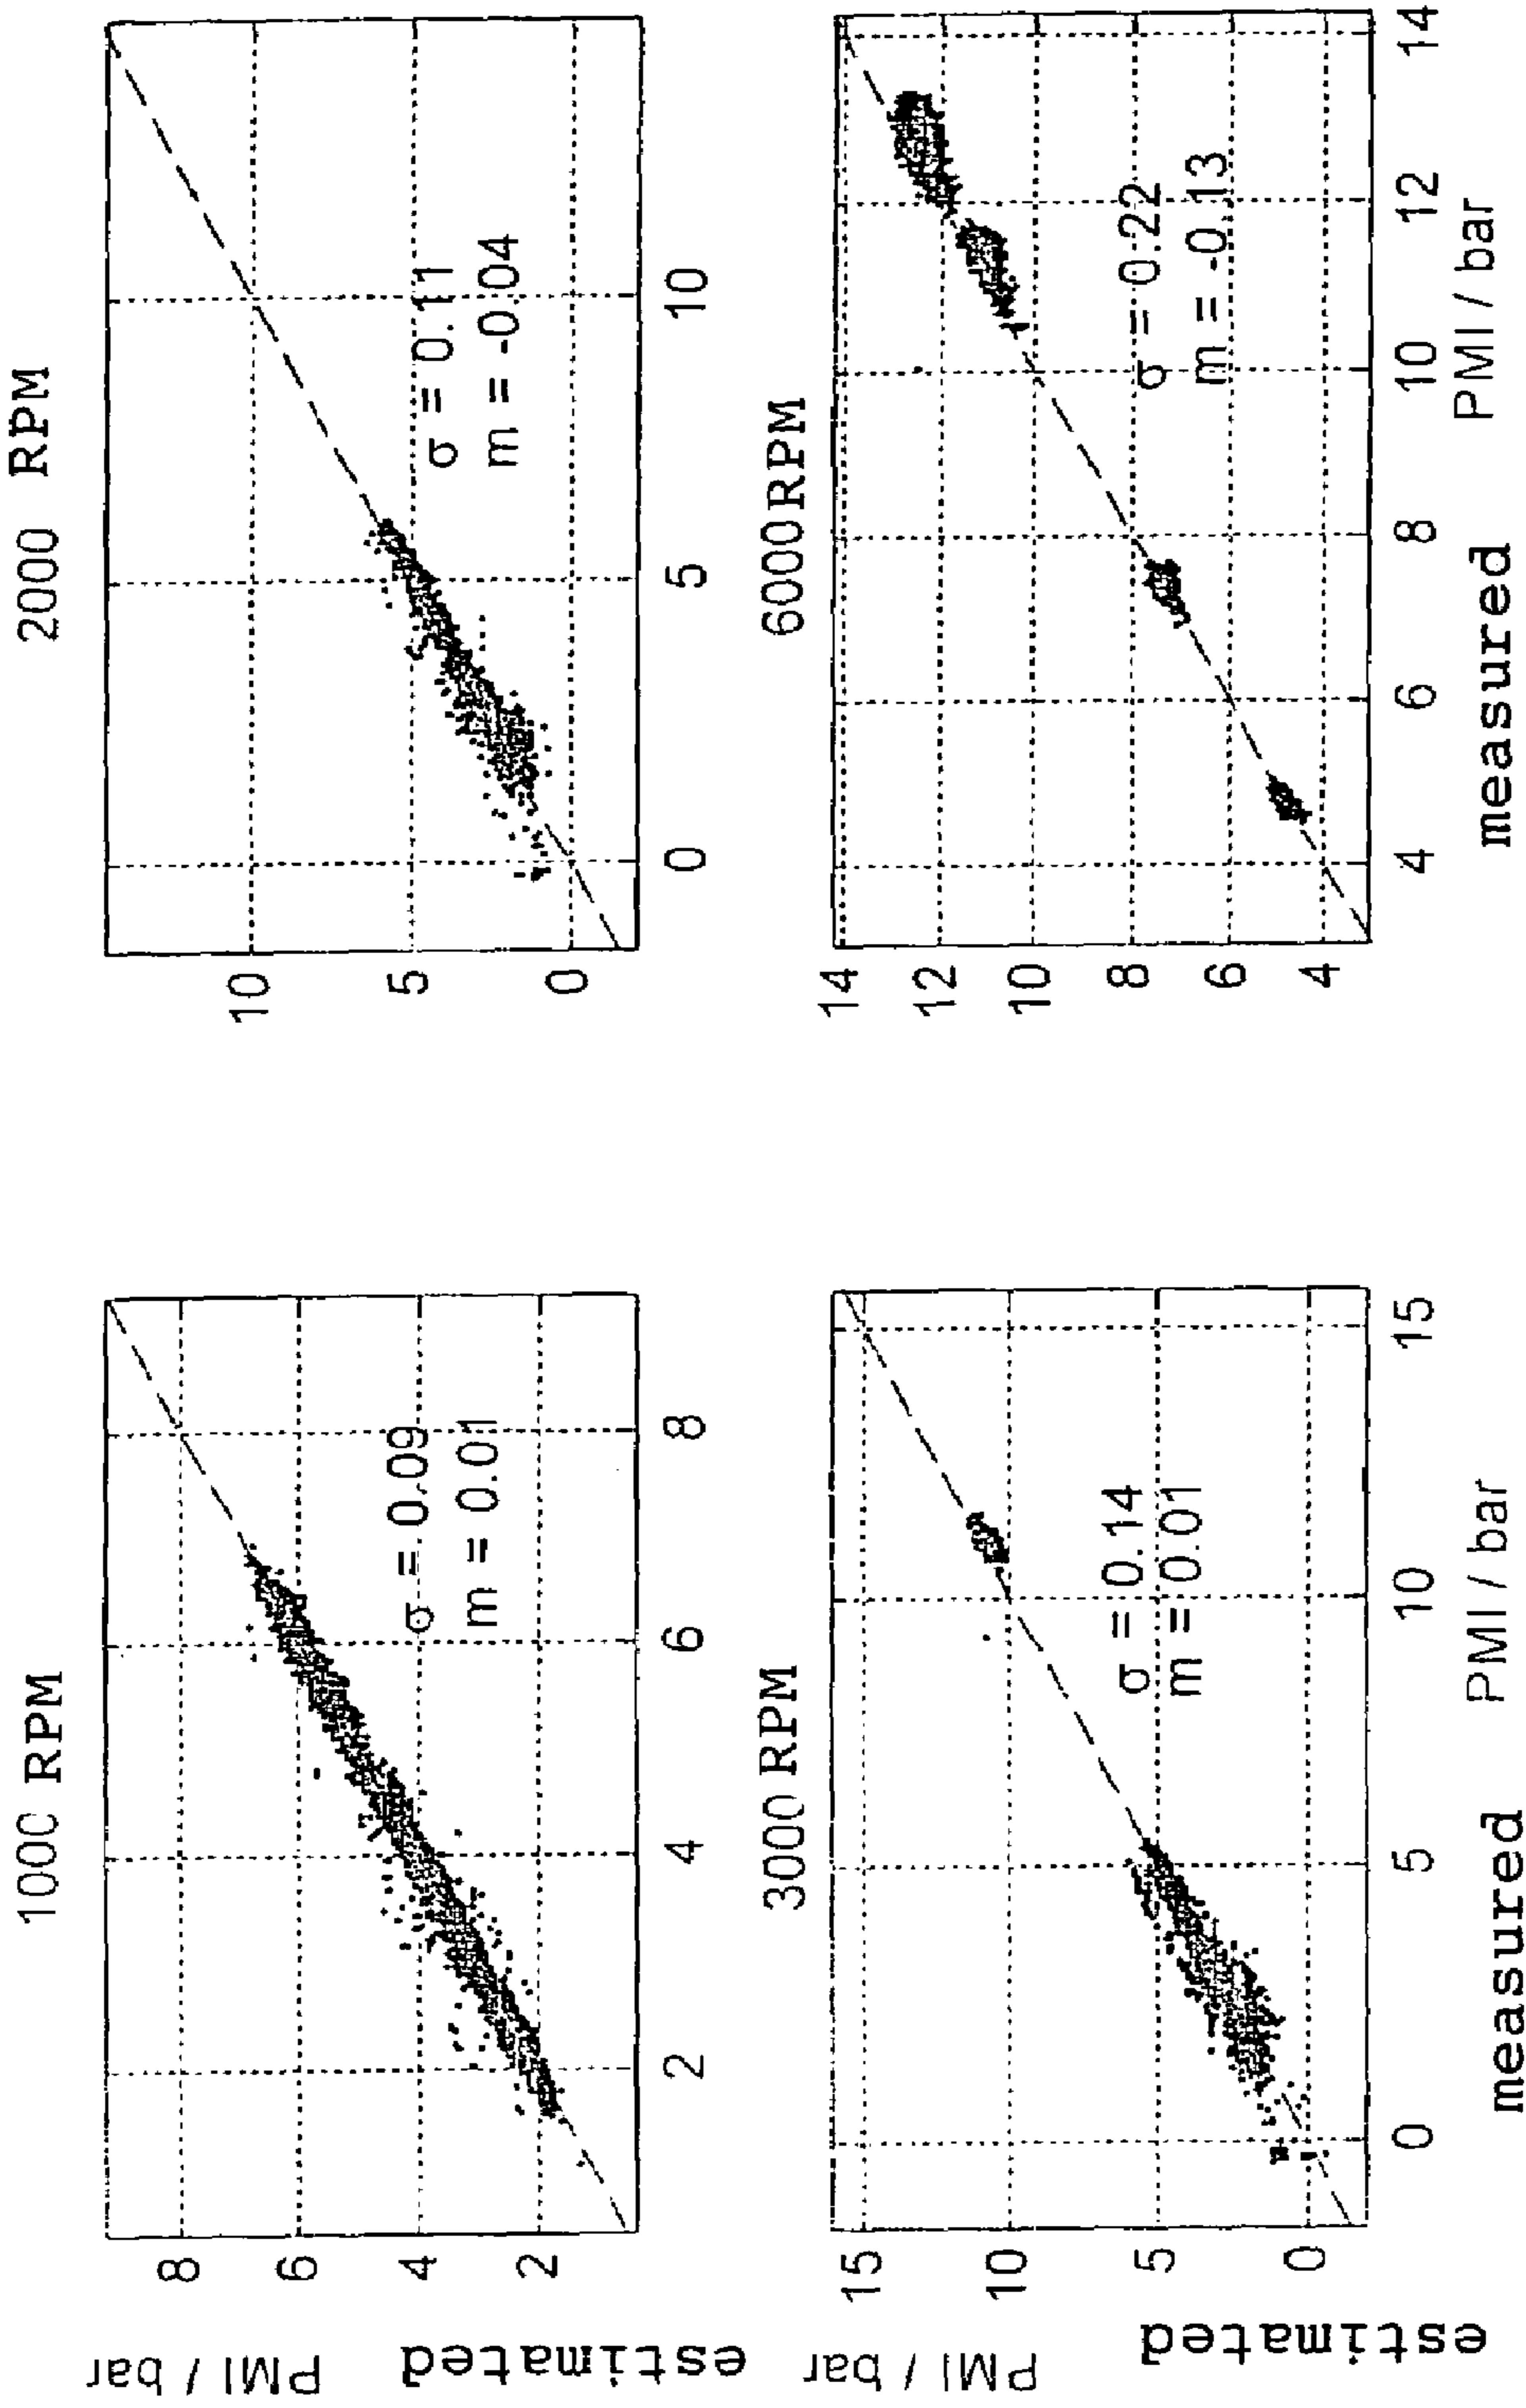 1000 RPM
8
6
4
2
PMI / bar
estimated
σ = 0.09
m = 0.01
2
4
6
8
2000 RPM
10
5
0
σ = 0.11
m = -0.04
0
5
10
3000 RPM
15
10
5
0
PMI / bar
estimated
σ = 0.14
m = 0.01
0
5
10
15
measured
PMI / bar
6000 RPM
14
12
10
8
6
4
σ = 0.22
m = -0.13
4
6
8
10
12
14
measured
PMI / bar